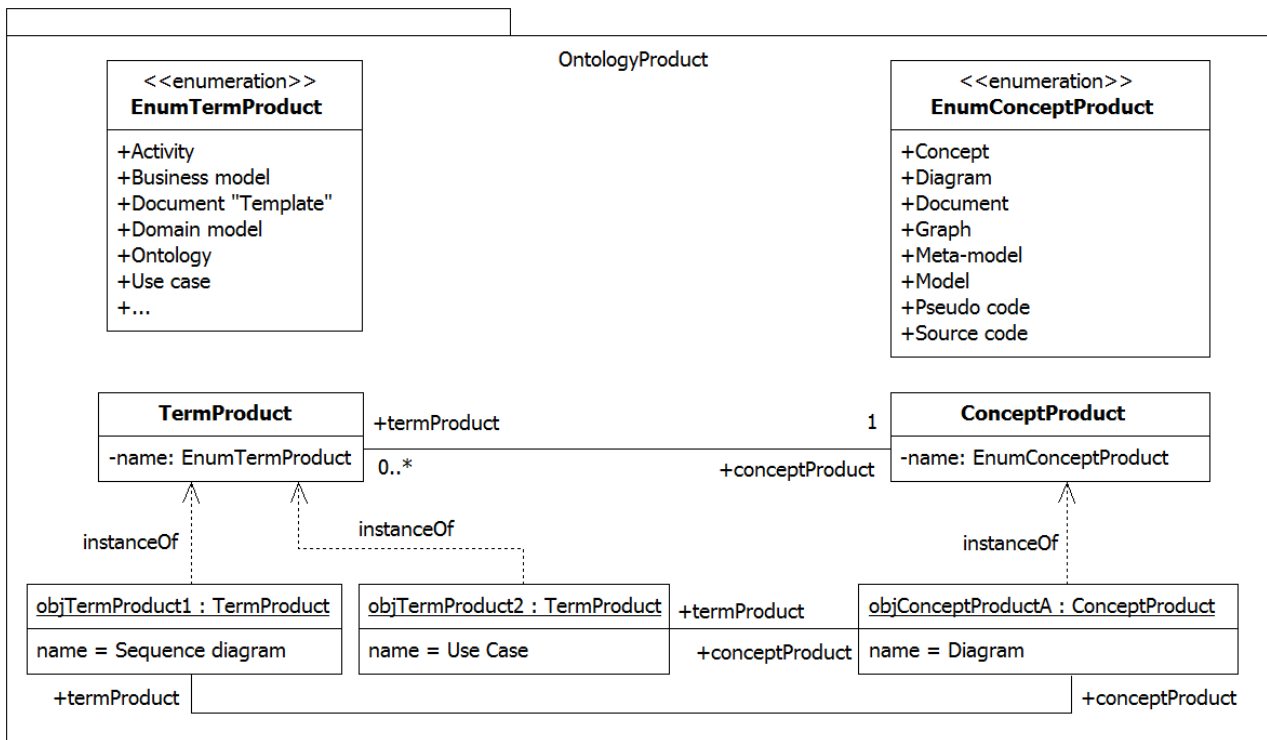 OntologyProduct
<<enumeration>>
EnumTermProduct
+Activity
+Business model
+Document "Template"
+Domain model
+Ontology
+Use case
+...
<<enumeration>>
EnumConceptProduct
+Concept
+Diagram
+Document
+Graph
+Meta-model
+Model
+Pseudo code
+Source code
TermProduct
-name: EnumTermProduct
+termProduct
0..*
1
+conceptProduct
ConceptProduct
-name: EnumConceptProduct
instanceOf
instanceOf
instanceOf
objTermProduct1 : TermProduct
name = Sequence diagram
objTermProduct2 : TermProduct
name = Use Case
+termProduct
+conceptProduct
objConceptProductA : ConceptProduct
name = Diagram
+termProduct
+conceptProduct